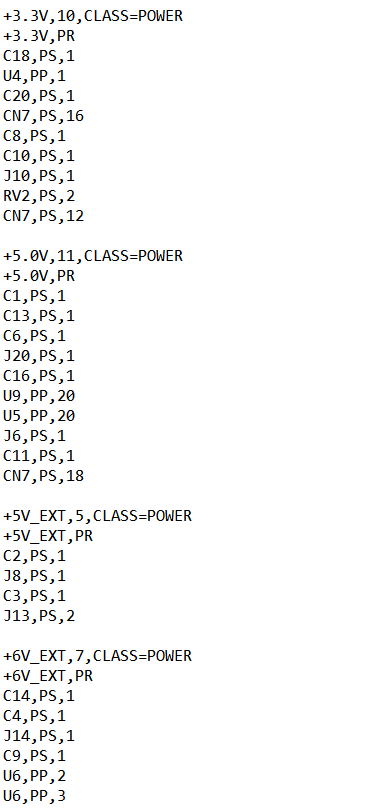 +3.3V,10,CLASS=POWER
+3.3V,PR
C18,PS,1
U4,PP,1
C20,PS,1
CN7,PS,16
C8,PS,1
C10,PS,1
J10,PS,1
RV2,PS,2
CN7,PS,12

+5.0V,11,CLASS=POWER
+5.0V,PR
C1,PS,1
C13,PS,1
C6,PS,1
J20,PS,1
C16,PS,1
U9,PP,20
U5,PP,20
J6,PS,1
C11,PS,1
CN7,PS,18

+5V_EXT,5,CLASS=POWER
+5V_EXT,PR
C2,PS,1
J8,PS,1
C3,PS,1
J13,PS,2

+6V_EXT,7,CLASS=POWER
+6V_EXT,PR
C14,PS,1
C4,PS,1
J14,PS,1
C9,PS,1
U6,PP,2
U6,PP,3